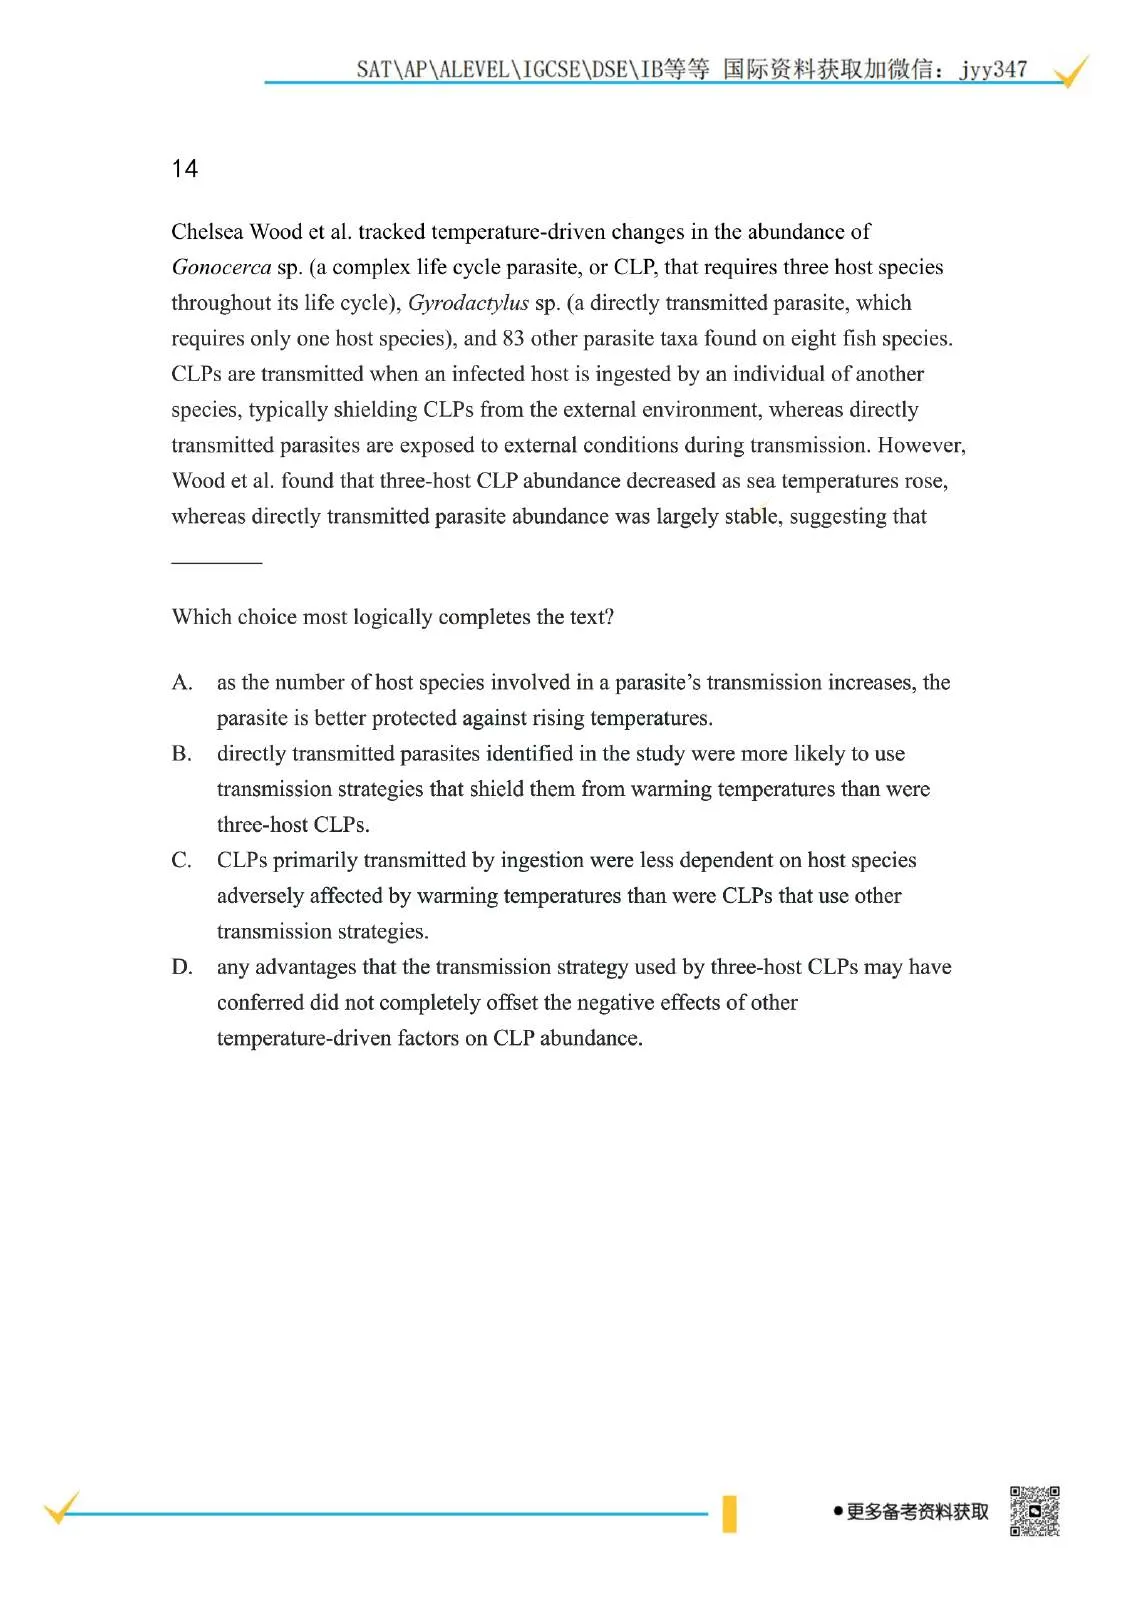 SAT\AP\ALEVEL\IGCSE\DSE\IB等等 国际资料获取加微信：jyy347
14
Chelsea Wood et al. tracked temperature-driven changes in the abundance of
Gonocerca sp. (a complex life cycle parasite, or CLP, that requires three host species
throughout its life cycle), Gyrodactylus sp. (a directly transmitted parasite, which
requires only one host species), and 83 other parasite taxa found on eight fish species.
CLPs are transmitted when an infected host is ingested by an individual of another
species, typically shielding CLPs from the external environment, whereas directly
transmitted parasites are exposed to external conditions during transmission. However,
Wood et al. found that three-host CLP abundance decreased as sea temperatures rose,
whereas directly transmitted parasite abundance was largely stable, suggesting that
________
Which choice most logically completes the text?
A. as the number of host species involved in a parasite’s transmission increases, the
parasite is better protected against rising temperatures.
B. directly transmitted parasites identified in the study were more likely to use
transmission strategies that shield them from warming temperatures than were
three-host CLPs.
C. CLPs primarily transmitted by ingestion were less dependent on host species
adversely affected by warming temperatures than were CLPs that use other
transmission strategies.
D. any advantages that the transmission strategy used by three-host CLPs may have
conferred did not completely offset the negative effects of other
temperature-driven factors on CLP abundance.
●更多备考资料获取